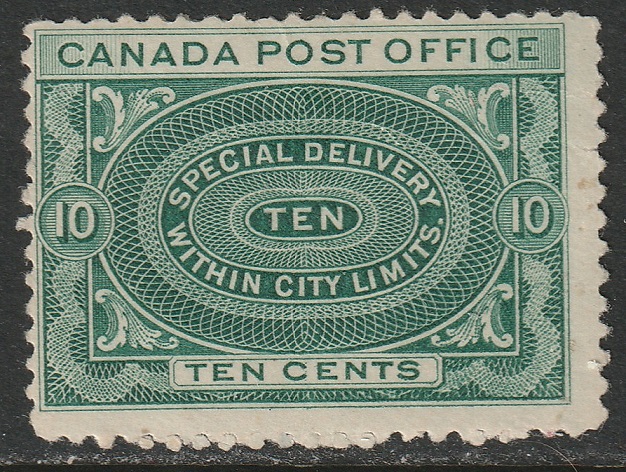 CANADA POST OFFICE
SPECIAL DELIVERY
WITHIN CITY LIMITS.
10 TEN 10
TEN CENTS